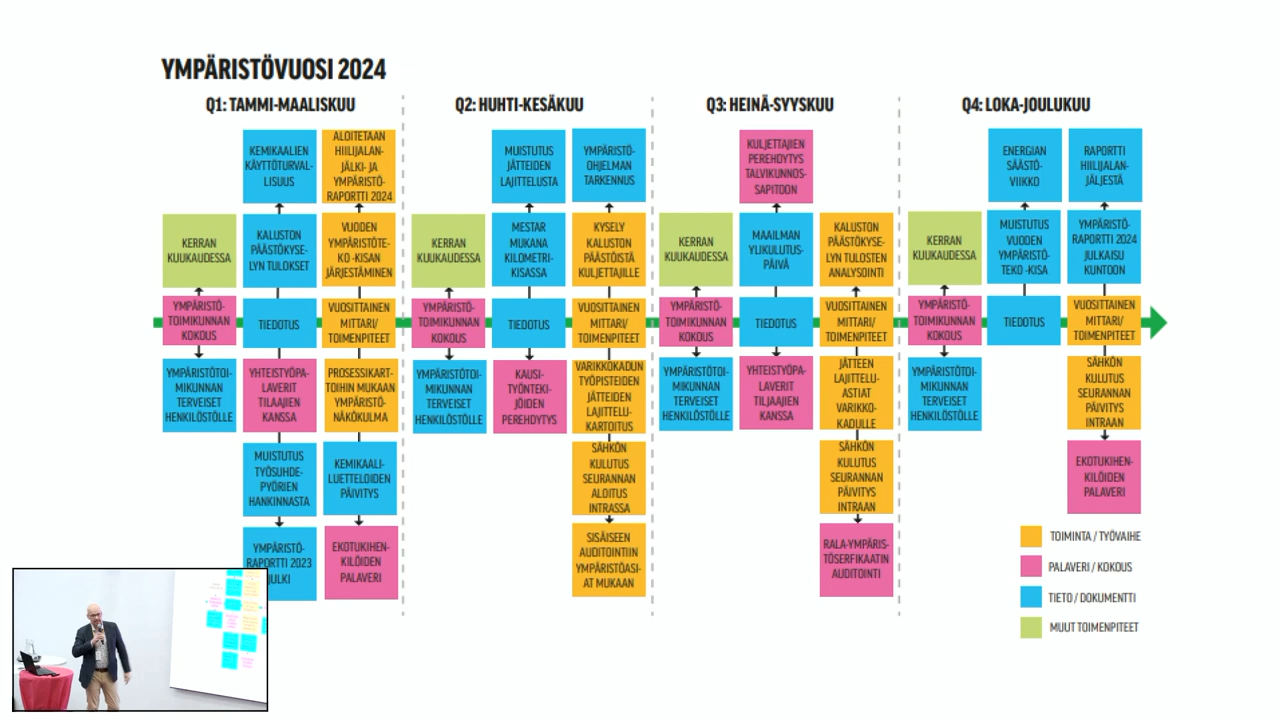 YMPÄRISTÖVUOSI 2024
Q1: TAMMI-MAALISKUU
KEMIKAALIEN
KÄYTTÖTURVAL-
LISUUS
ALOITETAAN
HIILIJALAN-
JÄLKI- JA
YMPÄRISTÖ-
RAPORTTI 2024
KERRAN
KUUKAUDESSA
KALUSTON
PÄÄSTÖKYSE-
LYN TULOKSET
VUODEN
YMPÄRISTÖTE-
KO -KISAN
JÄRJESTÄMINEN
YMPÄRISTÖ-
TOIMIKUNNAN
KOKOUS
TIEDOTUS
VUOSITTAINEN
MITTARI/
TOIMENPITEET
YMPÄRISTÖTOI-
MIKUNNAN
TERVEISET
HENKILÖSTÖLLE
YHTEISTYÖPA-
LAVERIT
TILAAJIEN
KANSSA
PROSESSIKART-
TOIHIN MUKAAN
YMPÄRISTÖ-
NÄKÖKULMA
MUISTUTUS
TYÖSUHDE-
PYÖRIEN
HANKINNASTA
KEMIKAALI-
LUETTELOIDEN
PÄIVITYS
YMPÄRISTÖ-
RAPORTTI 2023
JULKI
EKOTUKIHEN-
KILÖIDEN
PALAVERI
Q2: HUHTI-KESÄKUU
MUISTUTUS
JÄTTEIDEN
LAJITTELUSTA
YMPÄRISTÖ-
OHJELMAN
TARKENNUS
KERRAN
KUUKAUDESSA
MESTAR
MUKANA
KILOMETRI-
KISASSA
KYSELY
KALUSTON
PÄÄSTÖISTÄ
KULJETTAJILLE
YMPÄRISTÖ-
TOIMIKUNNAN
KOKOUS
TIEDOTUS
VUOSITTAINEN
MITTARI/
TOIMENPITEET
YMPÄRISTÖTOI-
MIKUNNAN
TERVEISET
HENKILÖSTÖLLE
KAUSI-
TYÖNTEKI-
JÖIDEN
PEREHDYTYS
VARIKKOKADUN
TYÖPISTEIDEN
JÄTTEIDEN
LAJITTELU-
KARTOITUS
SÄHKÖN
KULUTUS
SEURANNAN
ALOITUS
INTRASSA
SISÄISEEN
AUDITOINTIIN
YMPÄRISTÖASI-
AT MUKAAN
Q3: HEINÄ-SYYSKUU
KULJETTAJIEN
PEREHDYTYS
TALVIKUNNOS-
SAPITOON
KERRAN
KUUKAUDESSA
MAAILMAN
YLIKULUTUS-
PÄIVÄ
KALUSTON
PÄÄSTÖKYSE-
LYN TULOSTEN
ANALYSOINTI
YMPÄRISTÖ-
TOIMIKUNNAN
KOKOUS
TIEDOTUS
VUOSITTAINEN
MITTARI/
TOIMENPITEET
YMPÄRISTÖTOI-
MIKUNNAN
TERVEISET
HENKILÖSTÖLLE
YHTEISTYÖPA-
LAVERIT
TILJAAJIEN
KANSSA
JÄTTEEN
LAJITTELU-
ASTIAT
VARIKKO-
KADULLE
SÄHKÖN
KULUTUS
SEURANNAN
PÄIVITYS
INTRAAN
RALA-YMPÄRIS-
TÖSERFIKAATIN
AUDITOINTI
Q4: LOKA-JOULUKUU
ENERGIAN
SÄÄSTÖ-
VIIKKO
RAPORTTI
HIILIJALAN-
JÄLJESTÄ
KERRAN
KUUKAUDESSA
MUISTUTUS
VUODEN
YMPÄRISTÖ-
TEKO -KISA
YMPÄRISTÖ-
RAPORTTI 2024
JULKAISU
KUNTOON
YMPÄRISTÖ-
TOIMIKUNNAN
KOKOUS
TIEDOTUS
VUOSITTAINEN
MITTARI/
TOIMENPITEET
YMPÄRISTÖTOI-
MIKUNNAN
TERVEISET
HENKILÖSTÖLLE
SÄHKÖN
KULUTUS
SEURANNAN
PÄIVITYS
INTRAAN
EKOTUKIHEN-
KILÖIDEN
PALAVERI
TOIMINTA / TYÖVAIHE
PALAVERI / KOKOUS
TIETO / DOKUMENTTI
MUUT TOIMENPITEET